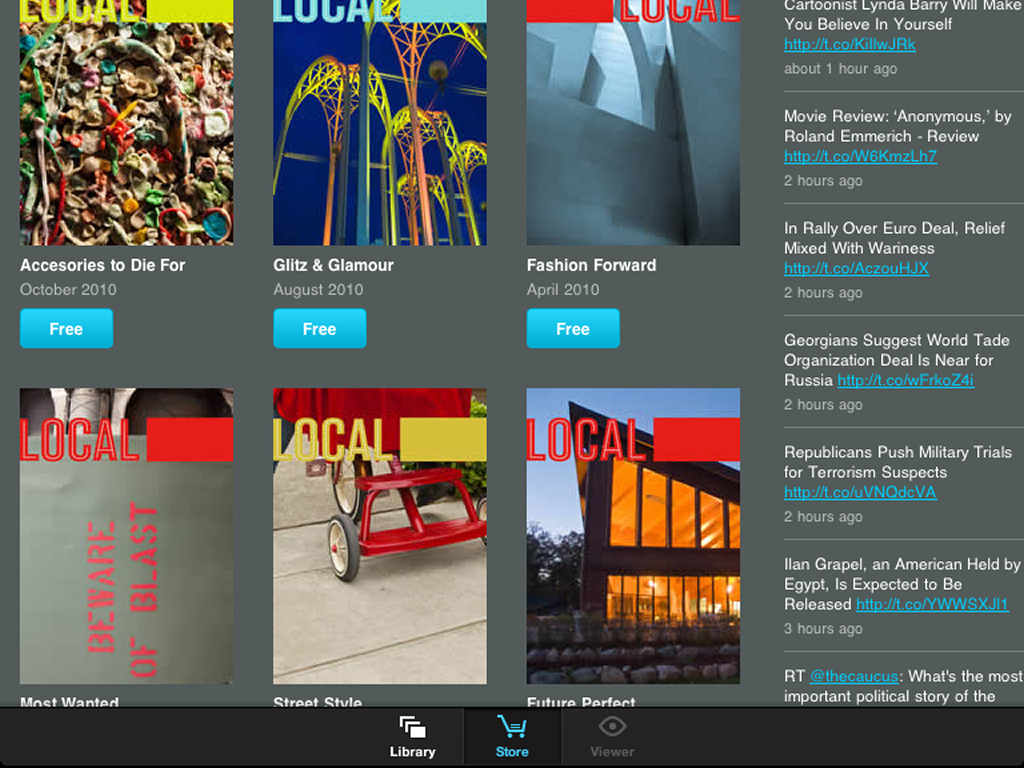 LOCAL
LOCAL
LOCAL
Accesories to Die For
October 2010
Free
Glitz & Glamour
August 2010
Free
Fashion Forward
April 2010
Free
LOCAL
BEWARE
OF BLAST
Most Wanted
LOCAL
Street Style
LOCAL
Future Perfect
Cartoonist Lynda Barry Will Make
You Believe In Yourself
http://t.co/KillwJRk
about 1 hour ago
Movie Review: ‘Anonymous,’ by
Roland Emmerich - Review
http://t.co/W6KmzLh7
2 hours ago
In Rally Over Euro Deal, Relief
Mixed With Wariness
http://t.co/AczouHJX
2 hours ago
Georgians Suggest World Tade
Organization Deal Is Near for
Russia http://t.co/wFrkoZ4i
2 hours ago
Republicans Push Military Trials
for Terrorism Suspects
http://t.co/uVNQdcVA
2 hours ago
Ilan Grapel, an American Held by
Egypt, Is Expected to Be
Released http://t.co/YWWSXJl1
3 hours ago
RT @thecaucus: What's the most
important political story of the
Library
Store
Viewer